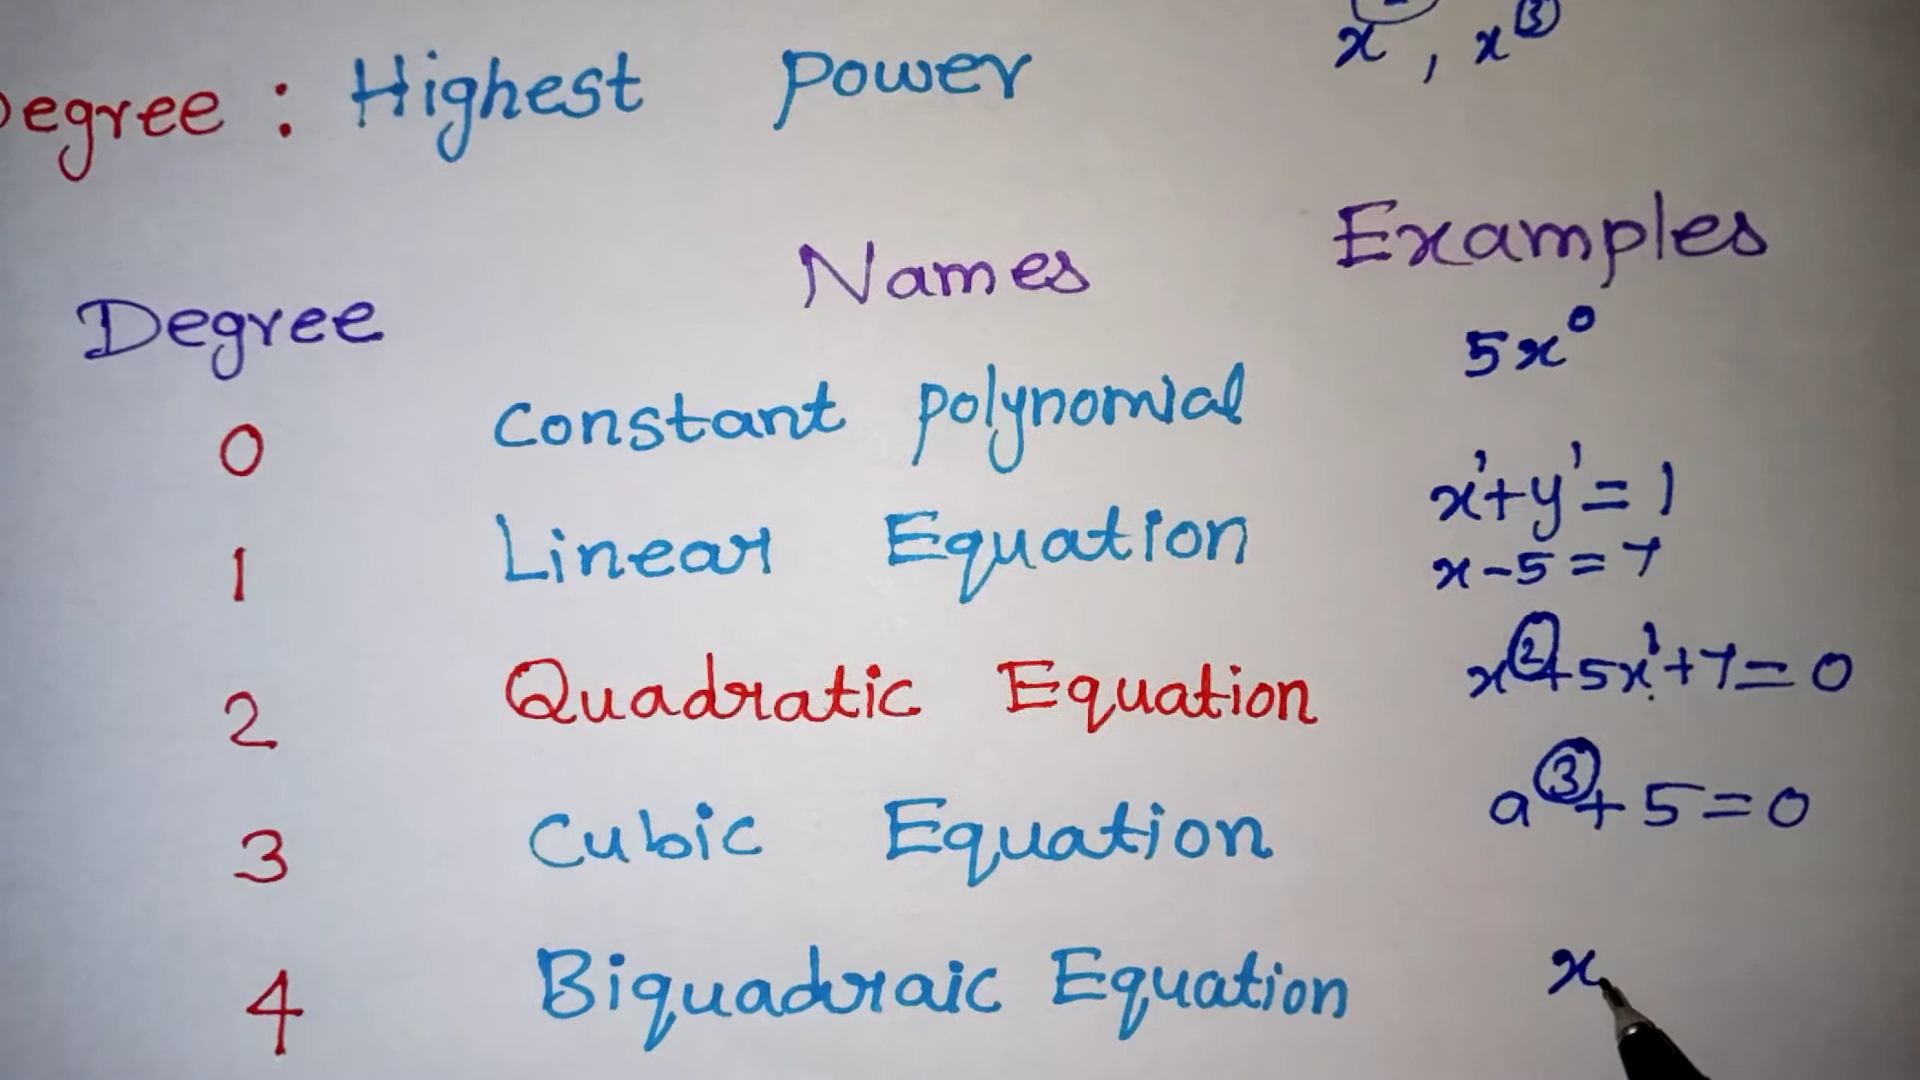 Degree : Highest power x , x³
Degree Names Examples
0 Constant polynomial 5x⁰
1 Linear Equation x¹+y¹=1
x-5=7
2 Quadratic Equation x²+5x¹+7=0
3 Cubic Equation a³+5=0
4 Biquadraic Equation x